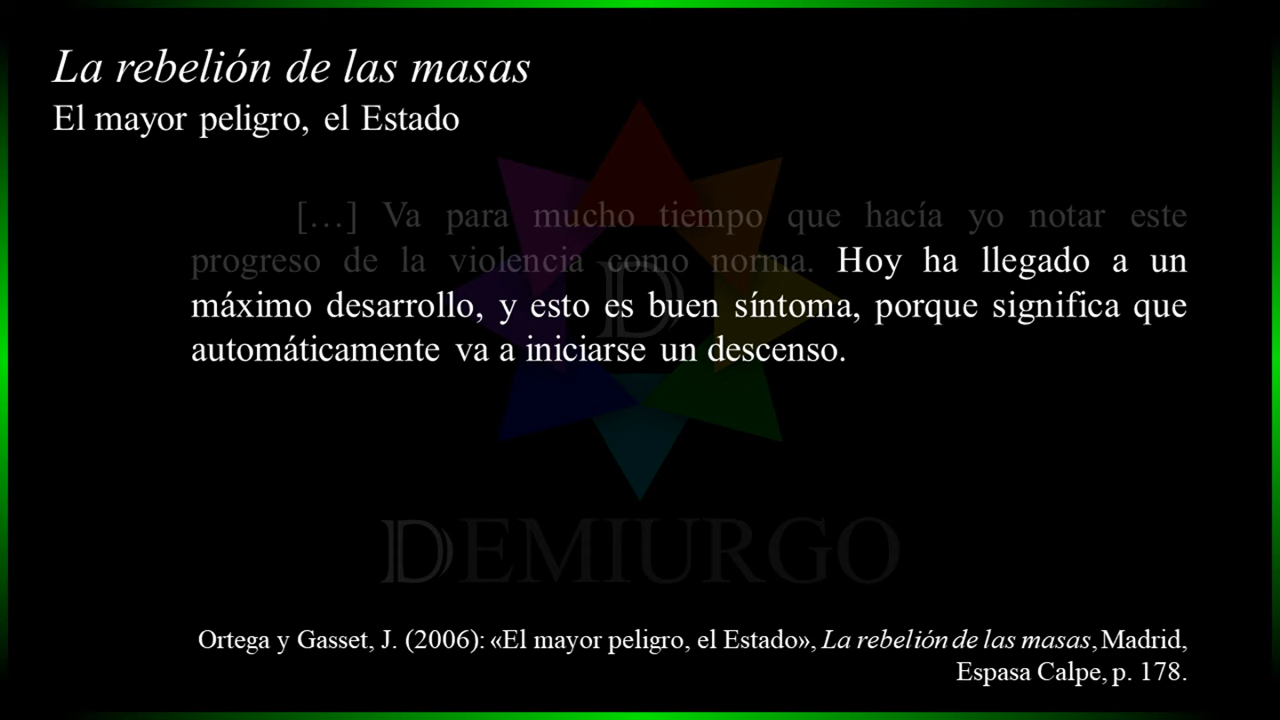 La rebelión de las masas
El mayor peligro, el Estado
[…] Va para mucho tiempo que hacía yo notar este
progreso de la violencia como norma. Hoy ha llegado a un
máximo desarrollo, y esto es buen síntoma, porque significa que
automáticamente va a iniciarse un descenso.
D
DEMIURGO
Ortega y Gasset, J. (2006): «El mayor peligro, el Estado», La rebelión de las masas, Madrid,
Espasa Calpe, p. 178.